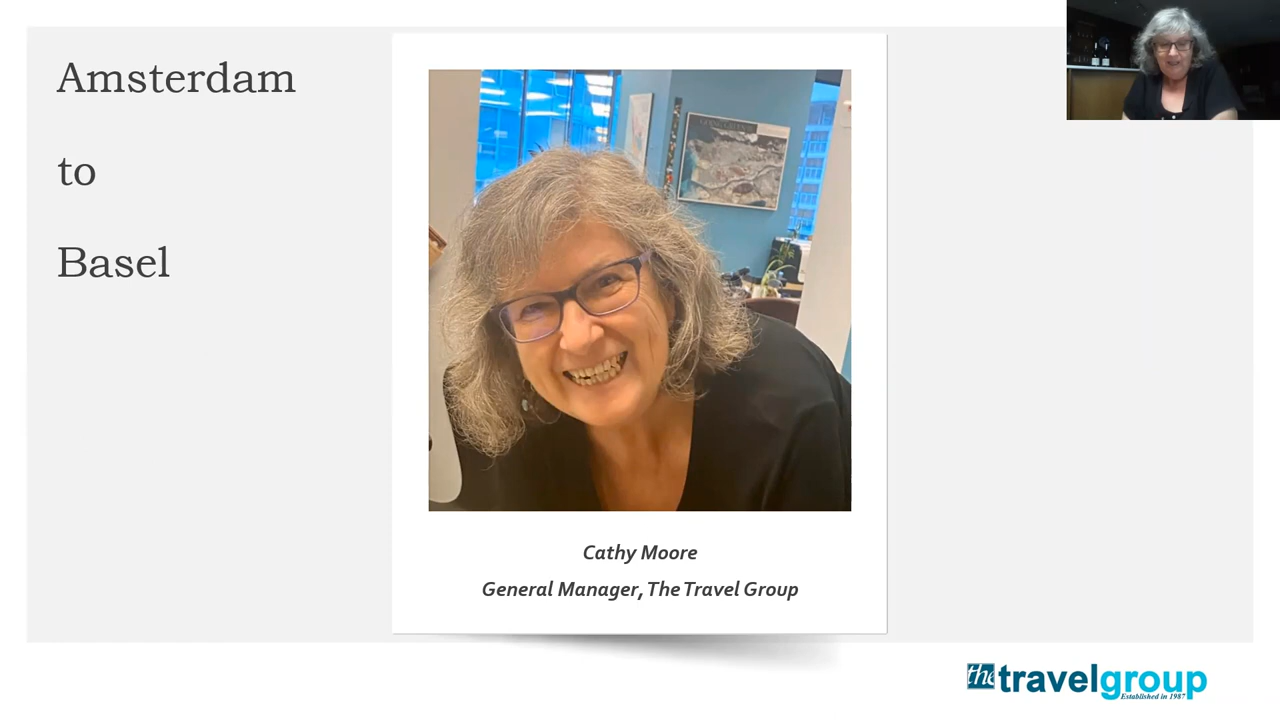 Amsterdam
to
Basel
Cathy Moore
General Manager, The Travel Group
the travelgroup
Established in 1987